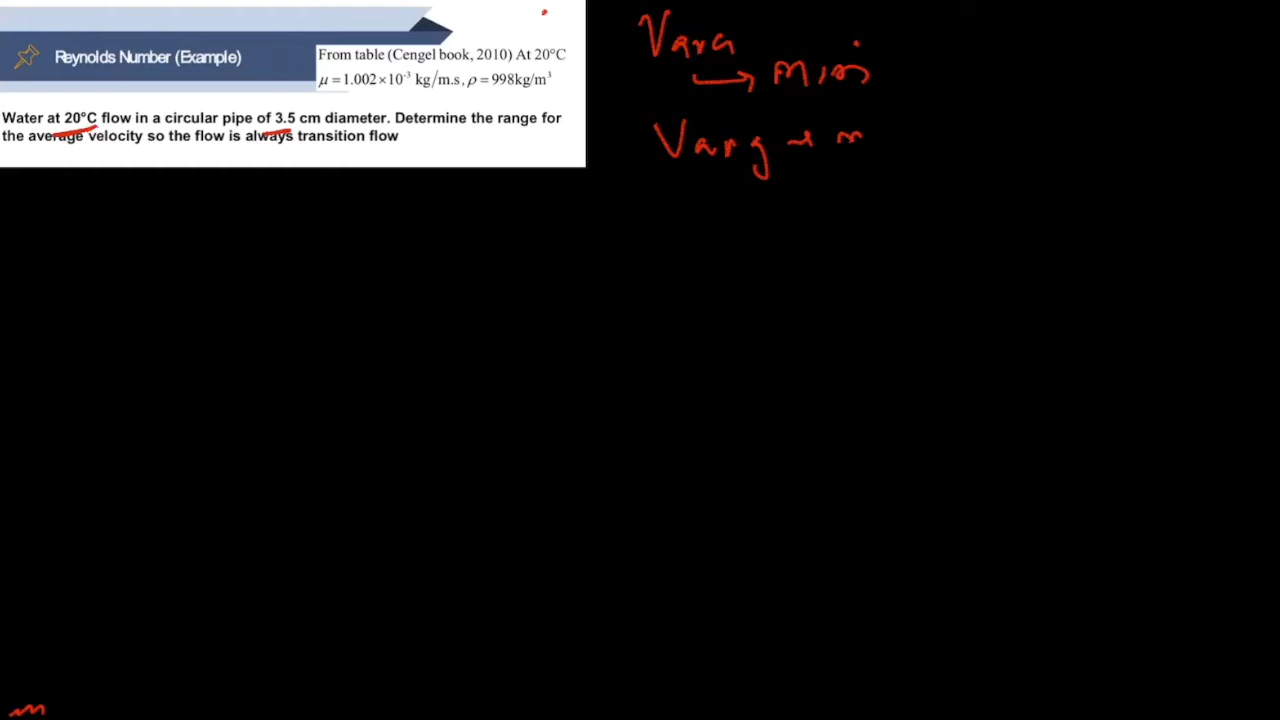 Reynolds Number (Example)
From table (Cengel book, 2010) At 20°C
μ = 1.002×10⁻³ kg/m.s, ρ = 998kg/m³
Water at 20°C flow in a circular pipe of 3.5 cm diameter. Determine the range for
the average velocity so the flow is always transition flow
Vavg
→ min
Vavg → m